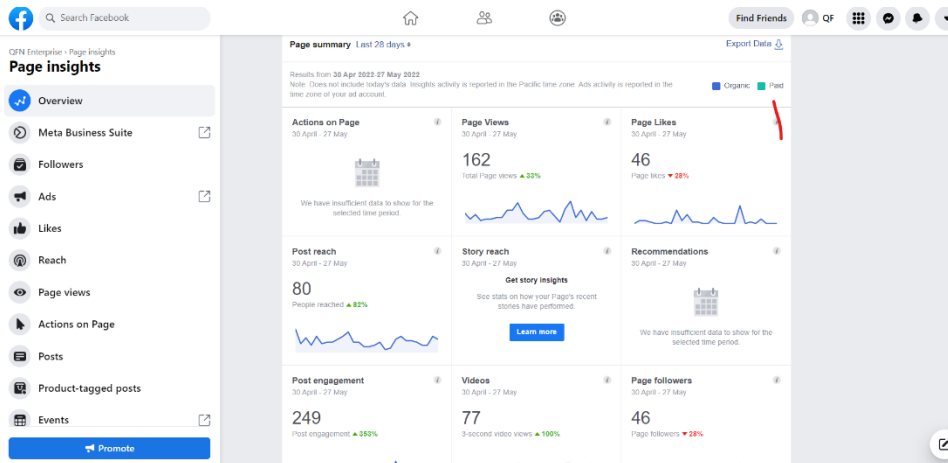 Search Facebook
Find Friends
QF
QFN Enterprise › Page insights
Page insights
Overview
Meta Business Suite
Followers
Ads
Likes
Reach
Page views
Actions on Page
Posts
Product-tagged posts
Events
Promote
Page summary Last 28 days
Export Data
Results from 30 Apr 2022-27 May 2022
Note: Does not include today's data. Insights activity is reported in the Pacific time zone. Ads activity is reported in the
time zone of your ad account.
Organic Paid
Actions on Page
30 April - 27 May
We have insufficient data to show for the
selected time period.
Page Views
30 April - 27 May
162
Total Page views ▲33%
Page Likes
30 April - 27 May
46
Page likes ▼28%
Post reach
30 April - 27 May
80
People reached ▲82%
Story reach
30 April - 27 May
Get story insights
See stats on how your Page's recent
stories have performed.
Learn more
Recommendations
30 April - 27 May
We have insufficient data to show for the
selected time period.
Post engagement
30 April - 27 May
249
Post engagement ▲353%
Videos
30 April - 27 May
77
3-second video views ▲100%
Page followers
30 April - 27 May
46
Page followers ▼28%